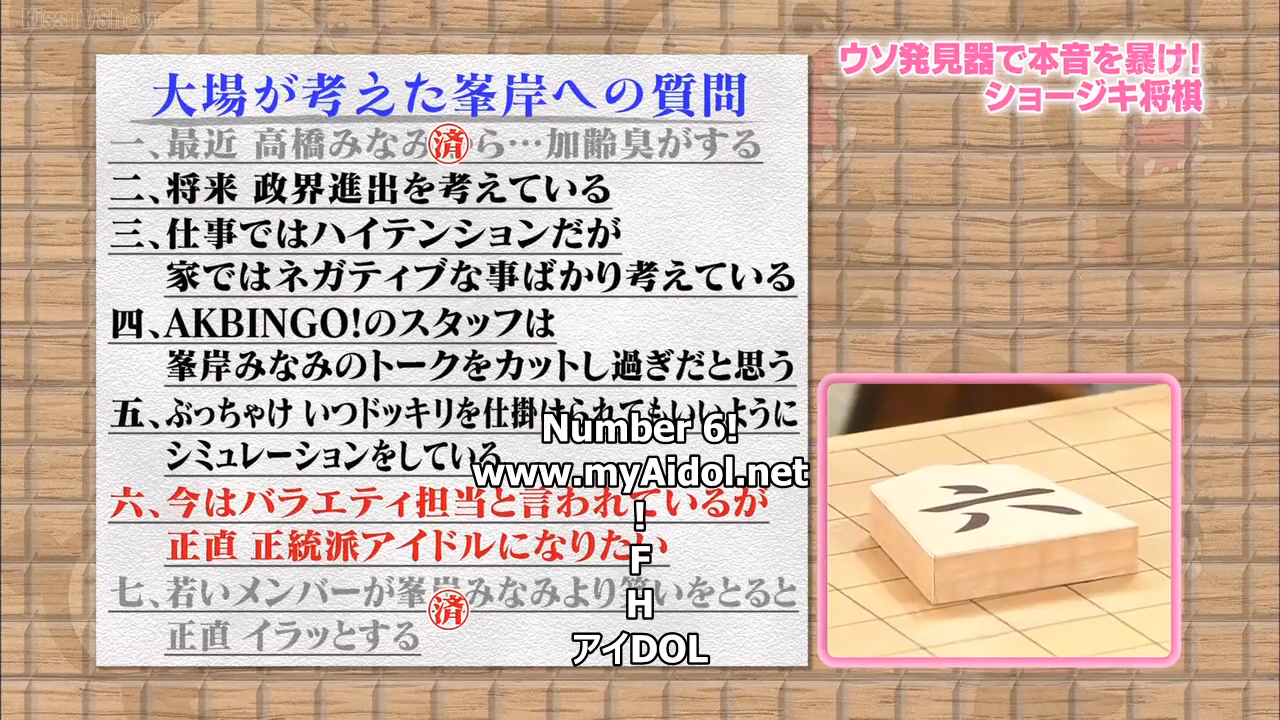 KissTVShow
ウソ発見器で本音を暴け!
ショージキ将棋
大場が考えた峯岸への質問
一、最近 高橋みなみ済ら…加齢臭がする
二、将来 政界進出を考えている
三、仕事ではハイテンションだが
家ではネガティブな事ばかり考えている
四、AKBINGO!のスタッフは
峯岸みなみのトークをカットし過ぎだと思う
五、ぶっちゃけ いつドッキリを仕掛けられてもいいように
シミュレーションをしている
六、今はバラエティ担当と言われているが
正直 正統派アイドルになりたい
七、若いメンバーが峯岸みなみより笑いをとると
済
正直 イラッとする
Number 6!
www.myAidol.net
!
F
H
アイDOL
六